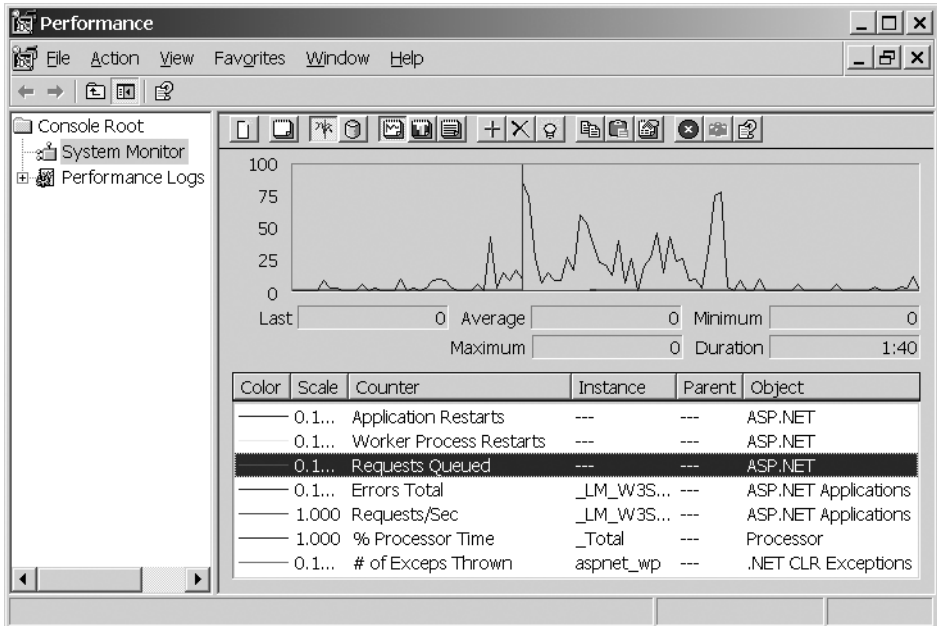 Performance
File Action View Favorites Window Help
Console Root
System Monitor
Performance Logs
100
75
50
25
0
Last 0 Average 0 Minimum 0
Maximum 0 Duration 1:40
Color Scale Counter Instance Parent Object
0.1... Application Restarts --- --- ASP.NET
0.1... Worker Process Restarts --- --- ASP.NET
0.1... Requests Queued --- --- ASP.NET
0.1... Errors Total _LM_W3S... --- ASP.NET Applications
1.000 Requests/Sec _LM_W3S... --- ASP.NET Applications
1.000 % Processor Time _Total --- Processor
0.1... # of Exceps Thrown aspnet_wp --- .NET CLR Exceptions